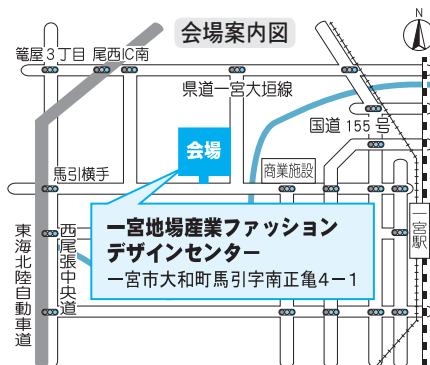 会場案内図
N
篭屋3丁目
尾西IC南
県道一宮大垣線
国道155号
会場
馬引横手
商業施設
一宮地場産業ファッション
デザインセンター
一宮市大和町馬引字南正亀4−1
東海北陸自動車道
西尾張中央道
一宮駅